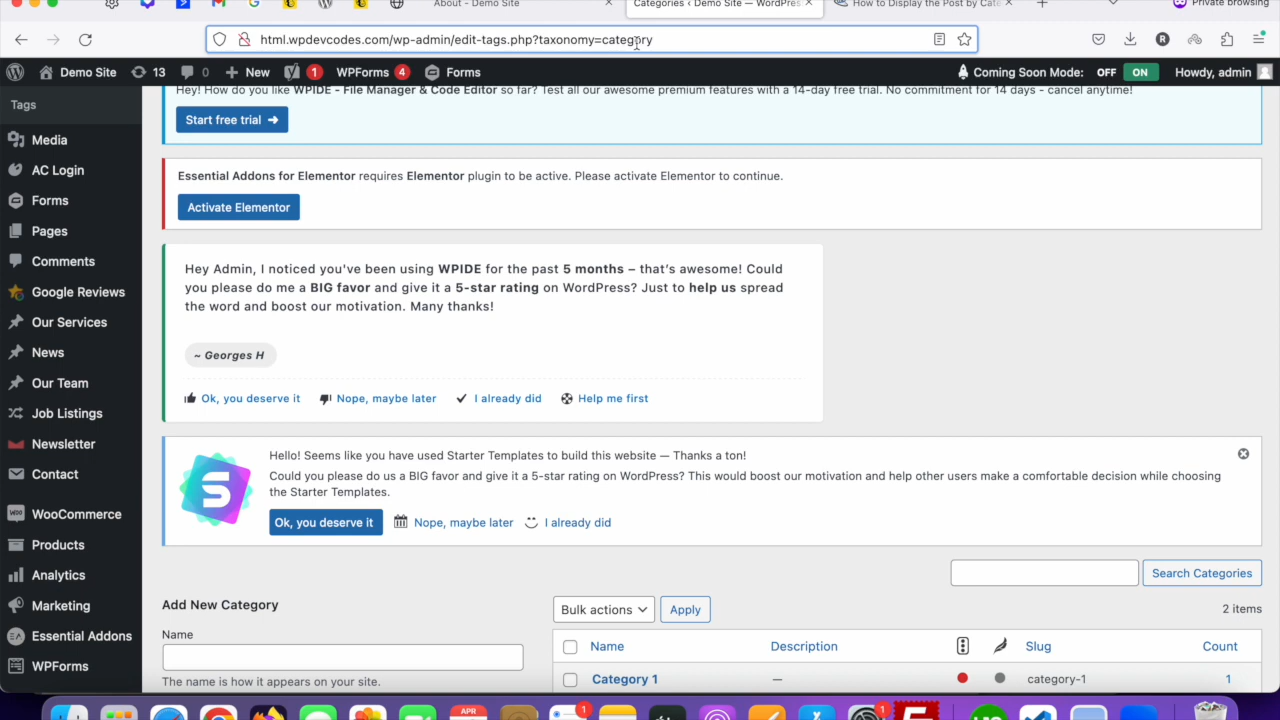 About - Demo Site
Categories ‹ Demo Site — WordPres
How to Display the Post by Cate
Private browsing
html.wpdevcodes.com/wp-admin/edit-tags.php?taxonomy=category
Demo Site
13
0
New
1
WPForms
4
Forms
Coming Soon Mode:
OFF
ON
Howdy, admin
Tags
Media
AC Login
Forms
Pages
Comments
Google Reviews
Our Services
News
Our Team
Job Listings
Newsletter
Contact
WooCommerce
Products
Analytics
Marketing
Essential Addons
WPForms
Hey! How do you like WPIDE - File Manager & Code Editor so far? Test all our awesome premium features with a 14-day free trial. No commitment for 14 days - cancel anytime!
Start free trial ➔
Essential Addons for Elementor requires Elementor plugin to be active. Please activate Elementor to continue.
Activate Elementor
Hey Admin, I noticed you've been using WPIDE for the past 5 months – that's awesome! Could
you please do me a BIG favor and give it a 5-star rating on WordPress? Just to help us spread
the word and boost our motivation. Many thanks!
~ Georges H
Ok, you deserve it
Nope, maybe later
I already did
Help me first
Hello! Seems like you have used Starter Templates to build this website — Thanks a ton!
Could you please do us a BIG favor and give it a 5-star rating on WordPress? This would boost our motivation and help other users make a comfortable decision while choosing
the Starter Templates.
Ok, you deserve it
Nope, maybe later
I already did
Search Categories
Add New Category
Bulk actions
Apply
2 items
Name
The name is how it appears on your site.
Name
Description
Slug
Count
Category 1
—
category-1
1
APR
1
1